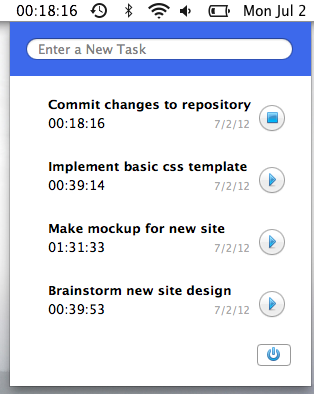 00:18:16 Mon Jul 2
Enter a New Task
Commit changes to repository
00:18:16 7/2/12
Implement basic css template
00:39:14 7/2/12
Make mockup for new site
01:31:33 7/2/12
Brainstorm new site design
00:39:53 7/2/12